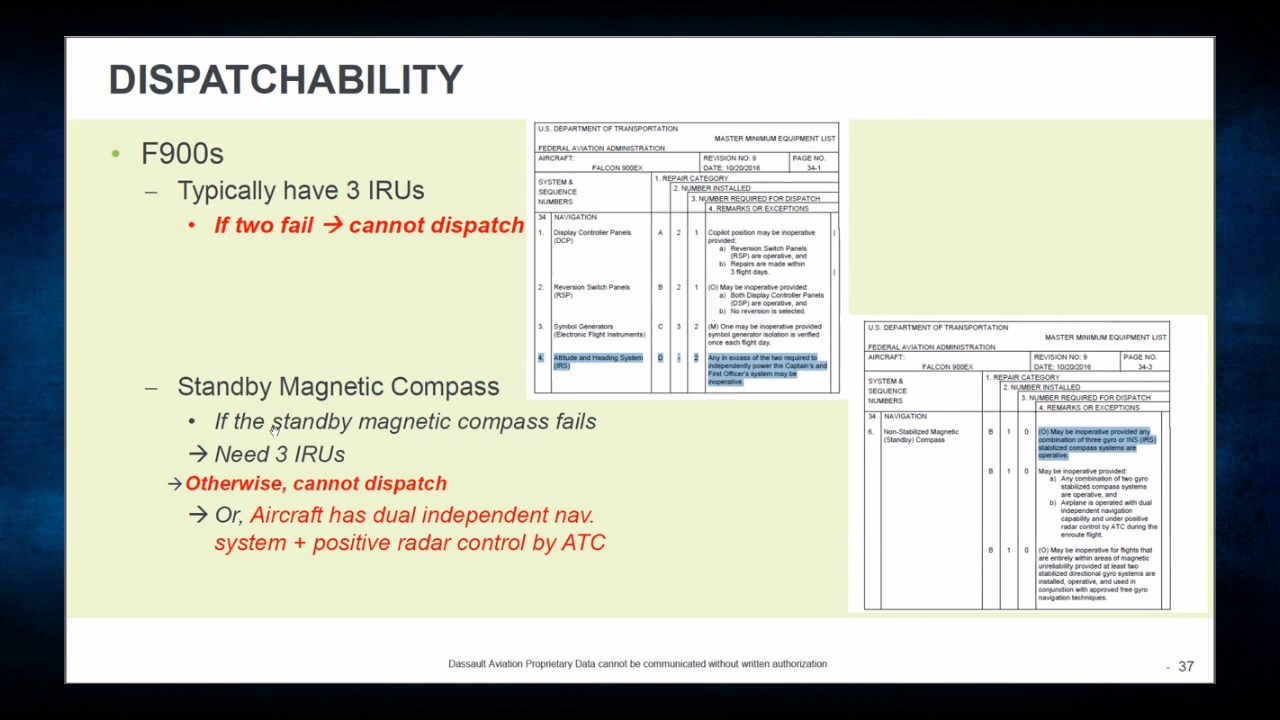 DISPATCHABILITY
• F900s
– Typically have 3 IRUs
• If two fail → cannot dispatch
– Standby Magnetic Compass
• If the standby magnetic compass fails
→ Need 3 IRUs
→ Otherwise, cannot dispatch
→ Or, Aircraft has dual independent nav.
system + positive radar control by ATC
U.S. DEPARTMENT OF TRANSPORTATION
MASTER MINIMUM EQUIPMENT LIST
FEDERAL AVIATION ADMINISTRATION
AIRCRAFT: REVISION NO: 9 PAGE NO.
FALCON 900EX DATE: 10/20/2016 34-1
SYSTEM &
SEQUENCE
NUMBERS
1. REPAIR CATEGORY
2. NUMBER INSTALLED
3. NUMBER REQUIRED FOR DISPATCH
4. REMARKS OR EXCEPTIONS
34 NAVIGATION
1. Display Controller Panels A 2 1 Copilot position may be inoperative
(DCP) provided:
a) Reversion Switch Panels
(RSP) are operative, and
b) Repairs are made within
3 flight days.
2. Reversion Switch Panels B 2 1 (O) May be inoperative provided:
(RSP) a) Both Display Controller Panels
(DSP) are operative, and
b) No reversion is selected.
3. Symbol Generators C 3 2 (M) One may be inoperative provided
(Electronic Flight Instruments) symbol generator isolation is verified
once each flight day.
4. Attitude and Heading System D - 2 Any in excess of the two required to
(IRS) independently power the Captain's and
First Officer's system may be
inoperative.
U.S. DEPARTMENT OF TRANSPORTATION
MASTER MINIMUM EQUIPMENT LIST
FEDERAL AVIATION ADMINISTRATION
AIRCRAFT: REVISION NO: 9 PAGE NO.
FALCON 900EX DATE: 10/20/2016 34-3
SYSTEM &
SEQUENCE
NUMBERS
1. REPAIR CATEGORY
2. NUMBER INSTALLED
3. NUMBER REQUIRED FOR DISPATCH
4. REMARKS OR EXCEPTIONS
34 NAVIGATION
6. Non-Stabilized Magnetic B 1 0 (O) May be inoperative provided any
(Standby) Compass combination of three gyro or INS (IRS)
stabilized compass systems are
operative.
B 1 0 May be inoperative provided:
a) Any combination of two gyro
stabilized compass systems
are operative, and
b) Airplane is operated with dual
independent navigation
capability and under positive
radar control by ATC during the
enroute flight.
B 1 0 (O) May be inoperative for flights that
are entirely within areas of magnetic
unreliability provided at least two
stabilized directional gyro systems are
installed, operative, and used in
conjunction with approved free gyro
navigation techniques.
Dassault Aviation Proprietary Data cannot be communicated without written authorization
- 37